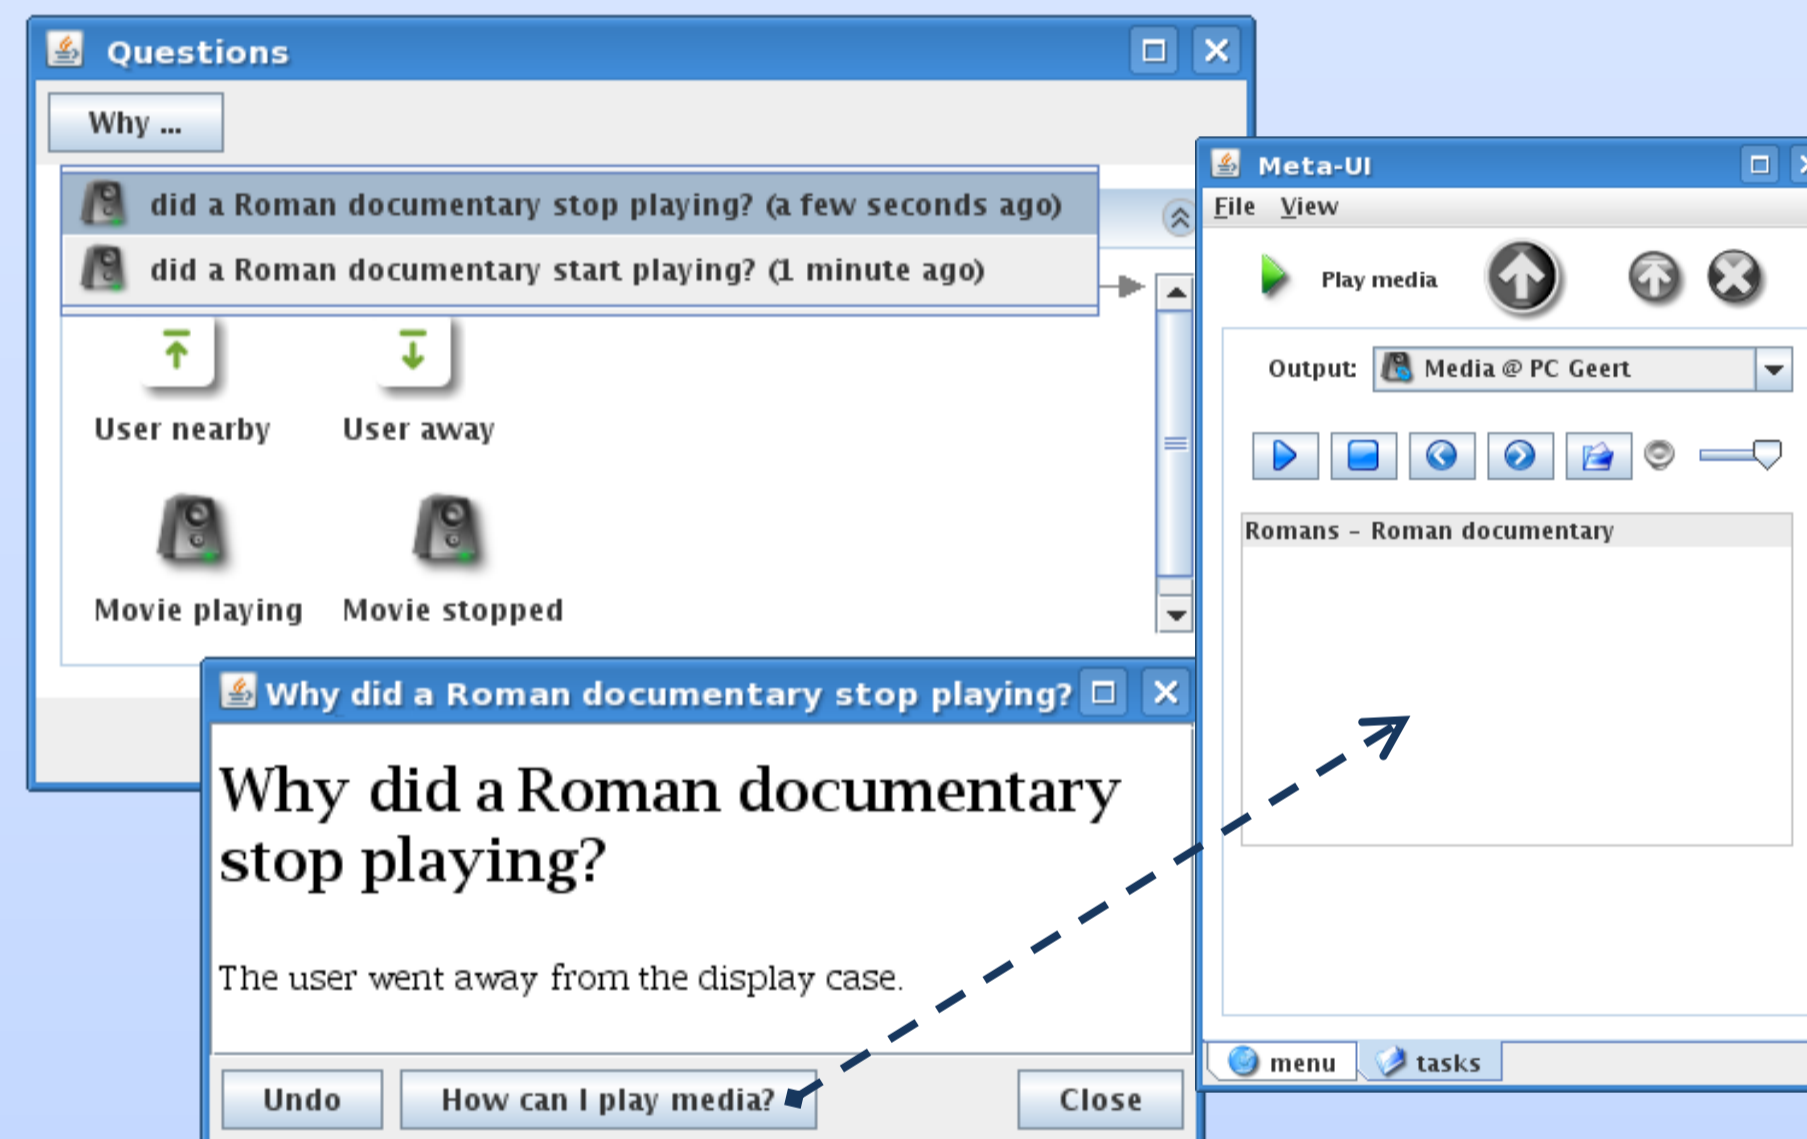 Questions
Why ...
did a Roman documentary stop playing? (a few seconds ago)
did a Roman documentary start playing? (1 minute ago)
User nearby User away
Movie playing Movie stopped
Why did a Roman documentary stop playing?
Why did a Roman documentary
stop playing?
The user went away from the display case.
Undo How can I play media? Close
Meta-UI
File View
Play media
Output: Media @ PC Geert
Romans - Roman documentary
menu tasks